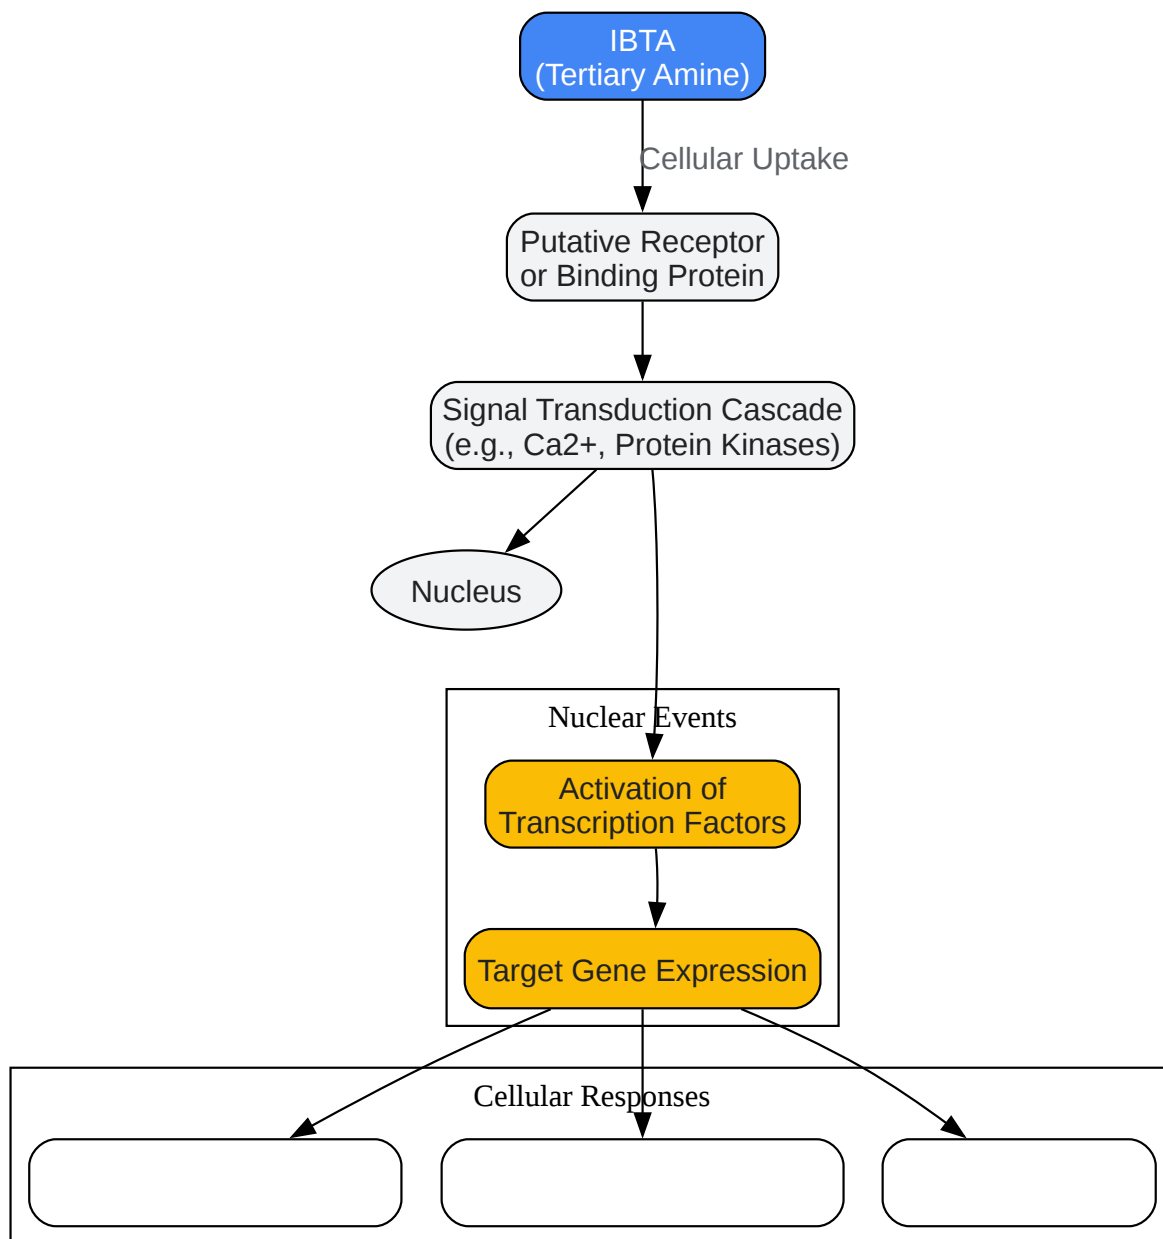 IBTA
(Tertiary Amine)
Cellular Uptake
Putative Receptor
or Binding Protein
Signal Transduction Cascade
(e.g., Ca2+, Protein Kinases)
Nucleus
Nuclear Events
Activation of
Transcription Factors
Target Gene Expression
Cellular Responses